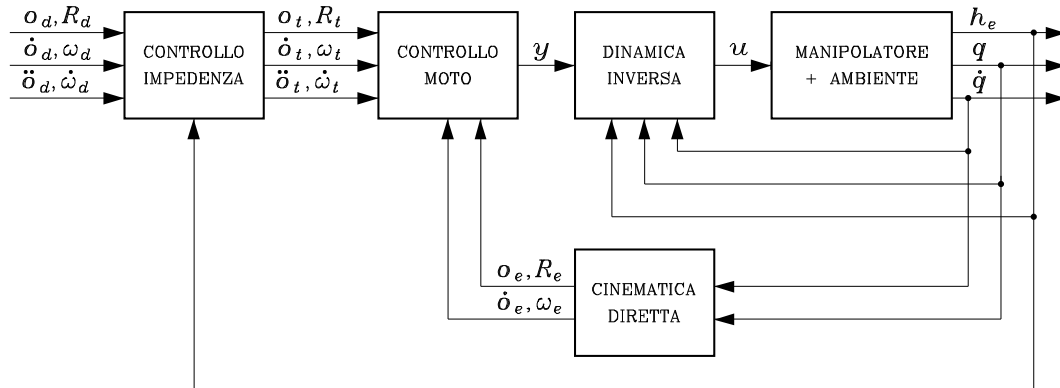 o_d, R_d
ȯ_d, ω_d
ö_d, ω̇_d
CONTROLLO
IMPEDENZA
o_t, R_t
ȯ_t, ω_t
ö_t, ω̇_t
CONTROLLO
MOTO
y
DINAMICA
INVERSA
u
MANIPOLATORE
+ AMBIENTE
h_e
q
q̇
o_e, R_e
ȯ_e, ω_e
CINEMATICA
DIRETTA